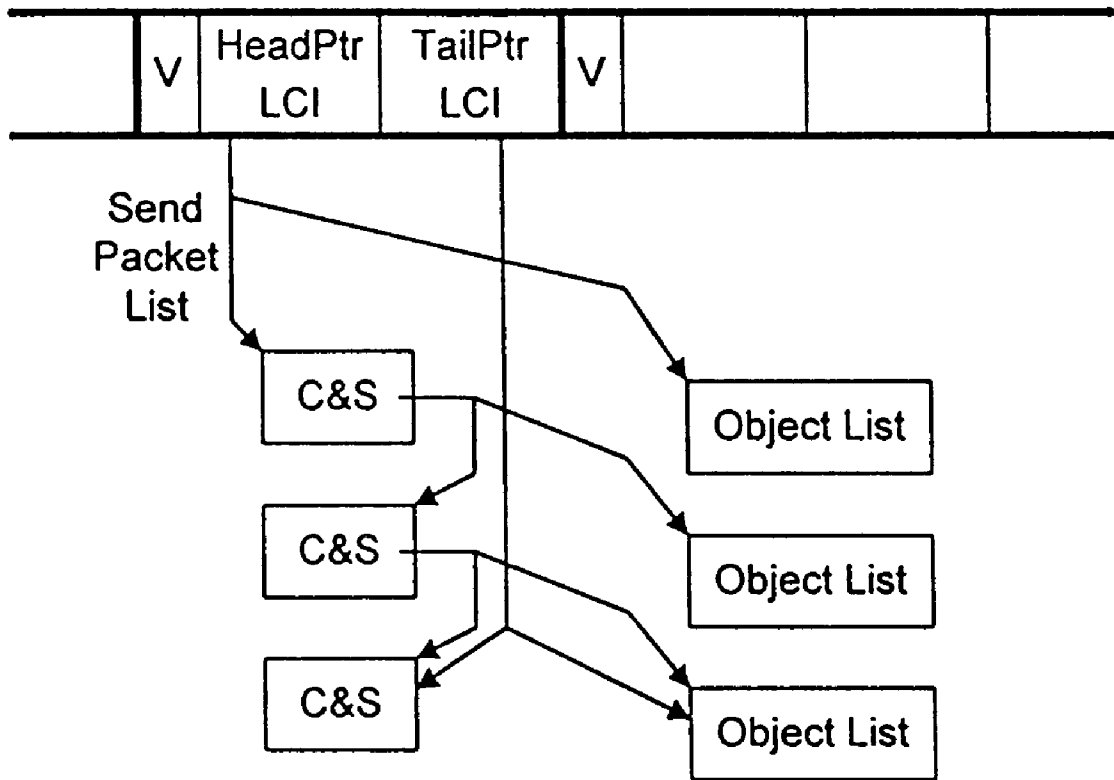 V
HeadPtr
LCI
TailPtr
LCI
V
Send
Packet
List
C&S
Object List
C&S
Object List
C&S
Object List